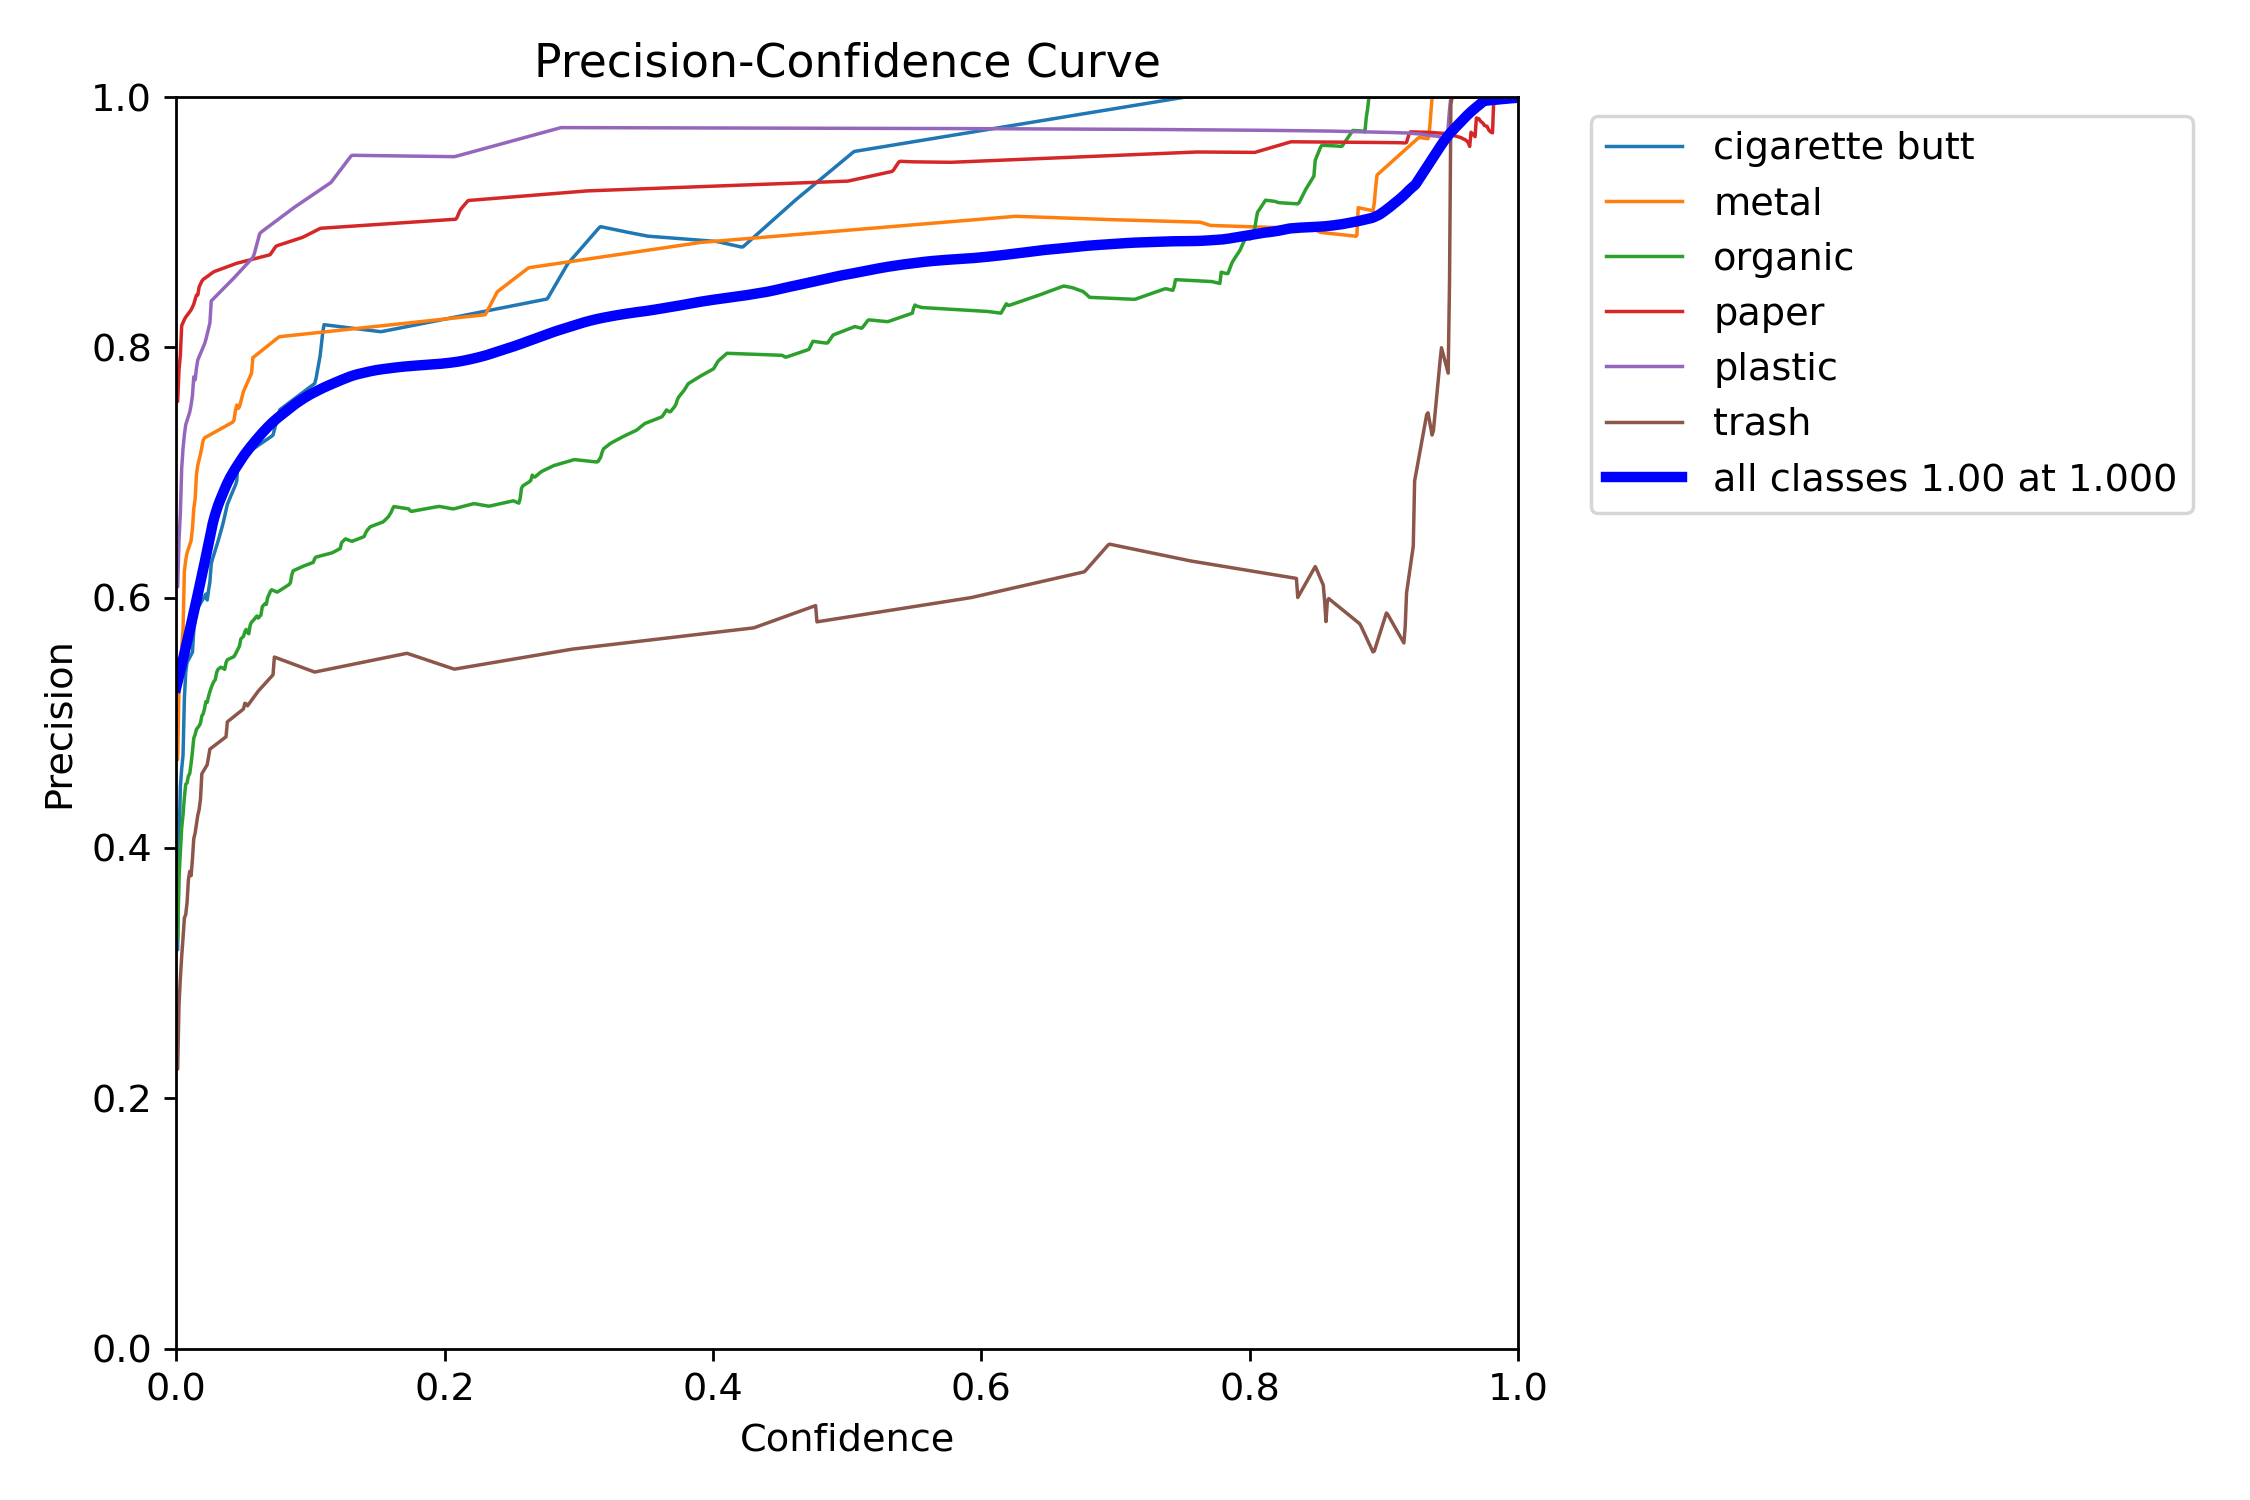 Precision-Confidence Curve
1.0
0.8
0.6
0.4
0.2
0.0
Precision
0.0 0.2 0.4 0.6 0.8 1.0
Confidence
cigarette butt
metal
organic
paper
plastic
trash
all classes 1.00 at 1.000